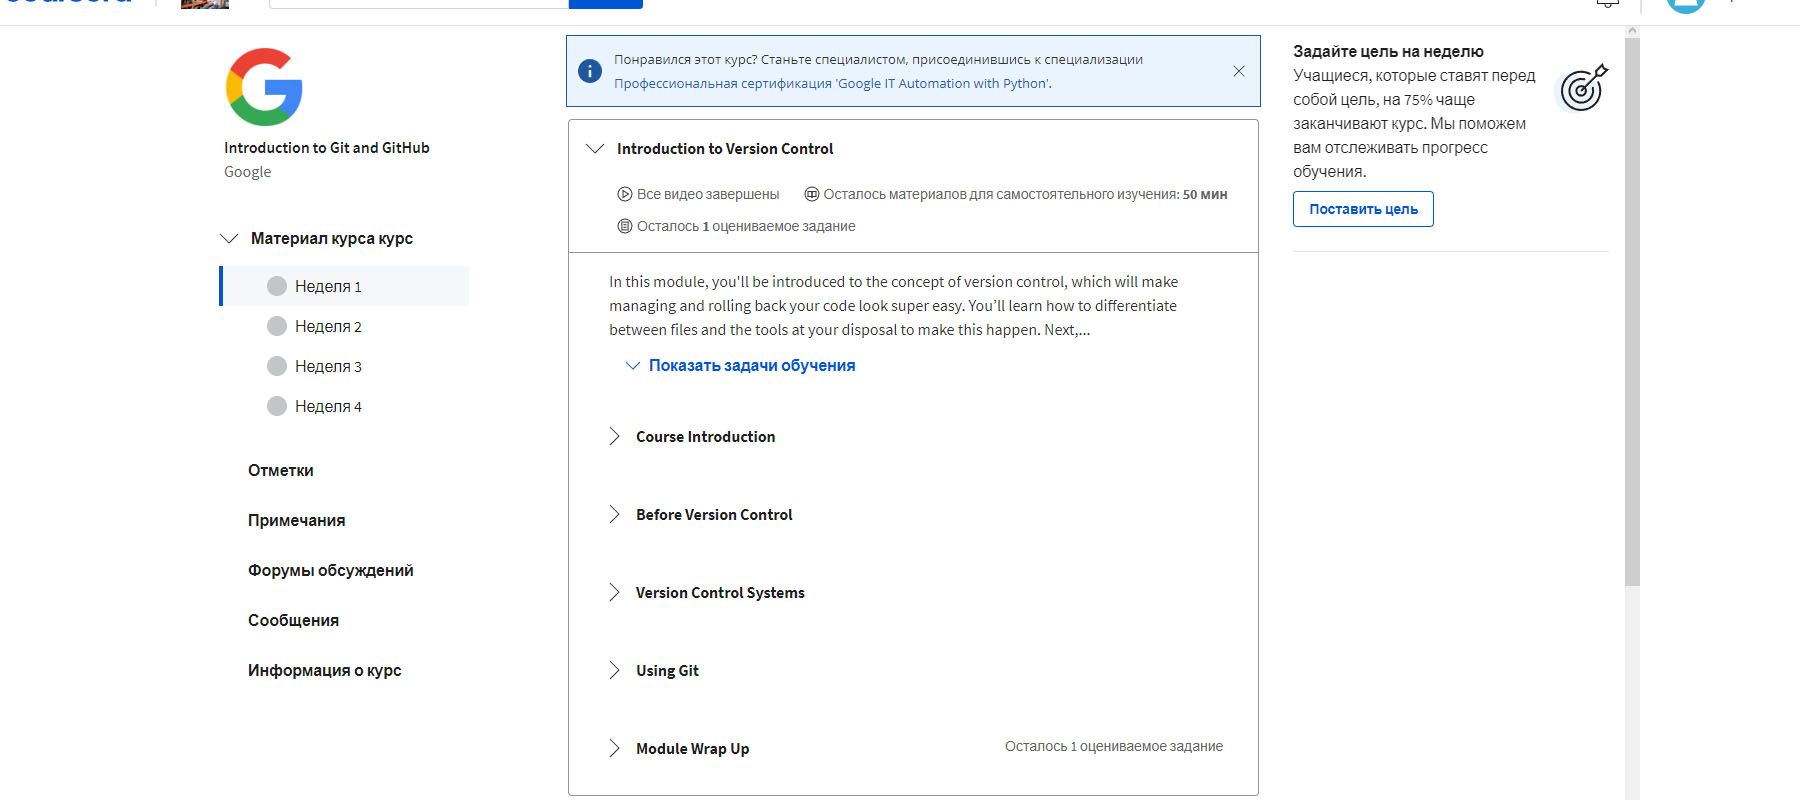 Introduction to Git and GitHub
Google
Материал курса курс
Неделя 1
Неделя 2
Неделя 3
Неделя 4
Отметки
Примечания
Форумы обсуждений
Сообщения
Информация о курс
Понравился этот курс? Станьте специалистом, присоединившись к специализации
Профессиональная сертификация 'Google IT Automation with Python'.
Introduction to Version Control
Все видео завершены
Осталось материалов для самостоятельного изучения: 50 мин
Осталось 1 оцениваемое задание
In this module, you'll be introduced to the concept of version control, which will make
managing and rolling back your code look super easy. You’ll learn how to differentiate
between files and the tools at your disposal to make this happen. Next,...
Показать задачи обучения
Course Introduction
Before Version Control
Version Control Systems
Using Git
Module Wrap Up
Осталось 1 оцениваемое задание
Задайте цель на неделю
Учащиеся, которые ставят перед
собой цель, на 75% чаще
заканчивают курс. Мы поможем
вам отслеживать прогресс
обучения.
Поставить цель